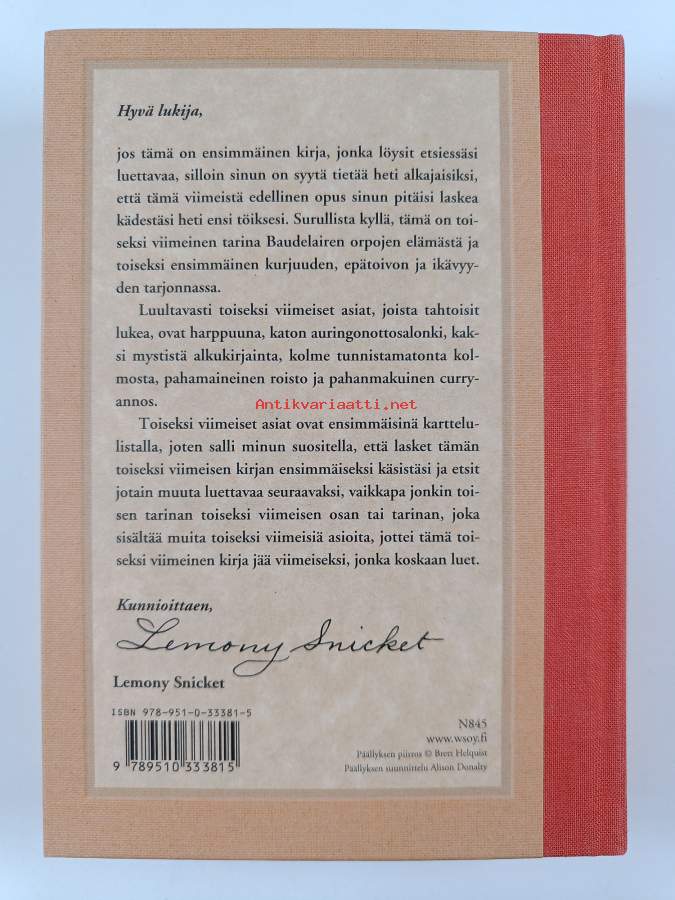 Hyvä lukija,
jos tämä on ensimmäinen kirja, jonka löysit etsiessäsi
luettavaa, silloin sinun on syytä tietää heti alkajaisiksi,
että tämä viimeistä edellinen opus sinun pitäisi laskea
kädestäsi heti ensi töiksesi. Surullista kyllä, tämä on toi-
seksi viimeinen tarina Baudelairen orpojen elämästä ja
toiseksi ensimmäinen kurjuuden, epätoivon ja ikävyy-
den tarjonnassa.
Luultavasti toiseksi viimeiset asiat, joista tahtoisit
lukea, ovat harppuuna, katon auringonottosalonki, kak-
si mystistä alkukirjainta, kolme tunnistamatonta kol-
mosta, pahamaineinen roisto ja pahanmakuinen curry-
annos.
Antikvariaatti.net
Toiseksi viimeiset asiat ovat ensimmäisinä karttelu-
listalla, joten salli minun suositella, että lasket tämän
toiseksi viimeisen kirjan ensimmäiseksi käsistäsi ja etsit
jotain muuta luettavaa seuraavaksi, vaikkapa jonkin toi-
sen tarinan toiseksi viimeisen osan tai tarinan, joka
sisältää muita toiseksi viimeisiä asioita, jottei tämä toi-
seksi viimeinen kirja jää viimeiseksi, jonka koskaan luet.
Kunnioittaen,
Lemony Snicket
Lemony Snicket
ISBN 978-951-0-33381-5
9 789510 333815
N845
www.wsoy.fi
Päällyksen piirros © Brett Helquist
Päällyksen suunnittelu Alison Donalty